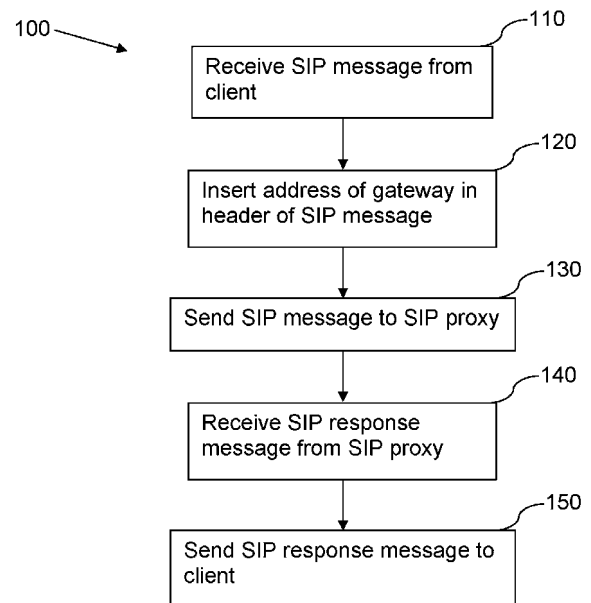 100
110
Receive SIP message from
client
120
Insert address of gateway in
header of SIP message
130
Send SIP message to SIP proxy
140
Receive SIP response
message from SIP proxy
150
Send SIP response message to
client